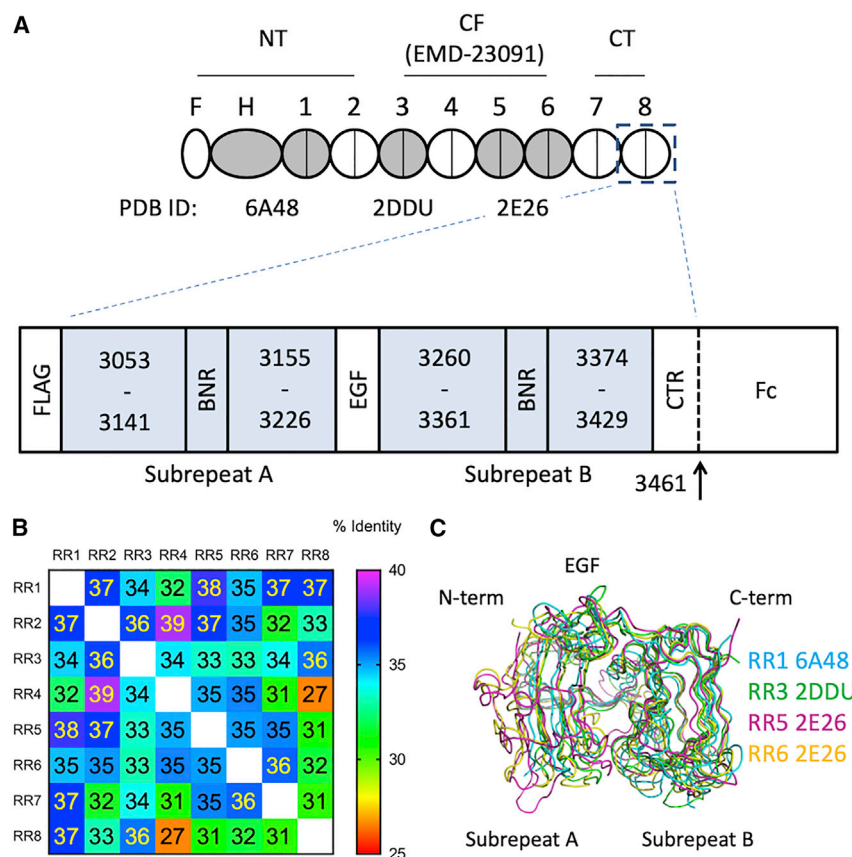 A
NT CF CT
(EMD-23091)
F H 1 2 3 4 5 6 7 8
PDB ID: 6A48 2DDU 2E26
FLAG 3053 - 3141 BNR 3155 - 3226 EGF 3260 - 3361 BNR 3374 - 3429 CTR Fc
Subrepeat A Subrepeat B 3461
B % Identity
RR1 RR2 RR3 RR4 RR5 RR6 RR7 RR8
RR1 37 34 32 38 35 37 37
RR2 37 36 39 37 35 32 33
RR3 34 36 34 33 33 34 36
RR4 32 39 34 35 35 31 27
RR5 38 37 33 35 35 35 31
RR6 35 35 33 35 35 36 32
RR7 37 32 34 31 35 36 31
RR8 37 33 36 27 31 32 31
40
35
30
25
C
EGF
N-term C-term
RR1 6A48
RR3 2DDU
RR5 2E26
RR6 2E26
Subrepeat A Subrepeat B